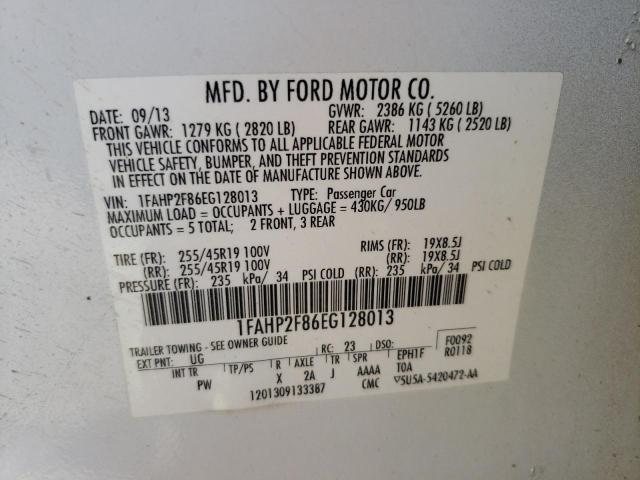 MFD. BY FORD MOTOR CO.
DATE: 09/13 GVWR: 2386 KG ( 5260 LB)
FRONT GAWR: 1279 KG ( 2820 LB) REAR GAWR: 1143 KG ( 2520 LB)
THIS VEHICLE CONFORMS TO ALL APPLICABLE FEDERAL MOTOR
VEHICLE SAFETY, BUMPER, AND THEFT PREVENTION STANDARDS
IN EFFECT ON THE DATE OF MANUFACTURE SHOWN ABOVE.
VIN: 1FAHP2F86EG128013 TYPE: Passenger Car
MAXIMUM LOAD = OCCUPANTS + LUGGAGE = 430KG/ 950LB
OCCUPANTS = 5 TOTAL; 2 FRONT, 3 REAR
TIRE (FR): 255/45R19 100V RIMS (FR): 19X8.5J
(RR): 255/45R19 100V (RR): 19X8.5J
PRESSURE (FR): 235 kPa/ 34 PSI COLD (RR): 235 kPa/ 34 PSI COLD
1FAHP2F86EG128013
TRAILER TOWING - SEE OWNER GUIDE RC: 23 DSO: F0092
EXT PNT: UG R0118
INT TR TP/PS R AXLE TR SPR EPH1F
PW X 2A J AAAA TOA
1201309133387 CMC ▽5U5A-5420472-AA